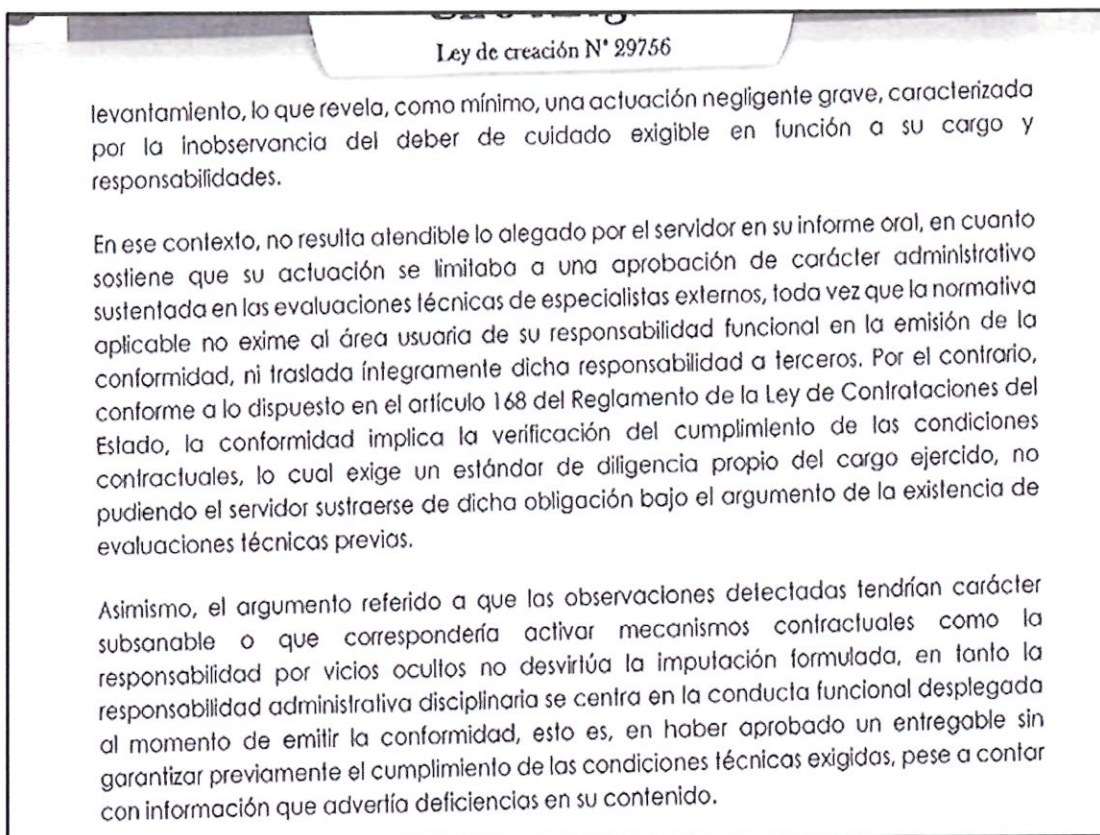 Ley de creación N° 29756
levantamiento, lo que revela, como mínimo, una actuación negligente grave, caracterizada
por la inobservancia del deber de cuidado exigible en función a su cargo y
responsabilidades.
En ese contexto, no resulta atendible lo alegado por el servidor en su informe oral, en cuanto
sostiene que su actuación se limitaba a una aprobación de carácter administrativo
sustentada en las evaluaciones técnicas de especialistas externos, toda vez que la normativa
aplicable no exime al área usuaria de su responsabilidad funcional en la emisión de la
conformidad, ni traslada íntegramente dicha responsabilidad a terceros. Por el contrario,
conforme a lo dispuesto en el artículo 168 del Reglamento de la Ley de Contrataciones del
Estado, la conformidad implica la verificación del cumplimiento de las condiciones
contractuales, lo cual exige un estándar de diligencia propio del cargo ejercido, no
pudiendo el servidor sustraerse de dicha obligación bajo el argumento de la existencia de
evaluaciones técnicas previas.
Asimismo, el argumento referido a que las observaciones detectadas tendrían carácter
subsanable o que correspondería activar mecanismos contractuales como la
responsabilidad por vicios ocultos no desvirtúa la imputación formulada, en tanto la
responsabilidad administrativa disciplinaria se centra en la conducta funcional desplegada
al momento de emitir la conformidad, esto es, en haber aprobado un entregable sin
garantizar previamente el cumplimiento de las condiciones técnicas exigidas, pese a contar
con información que advertía deficiencias en su contenido.